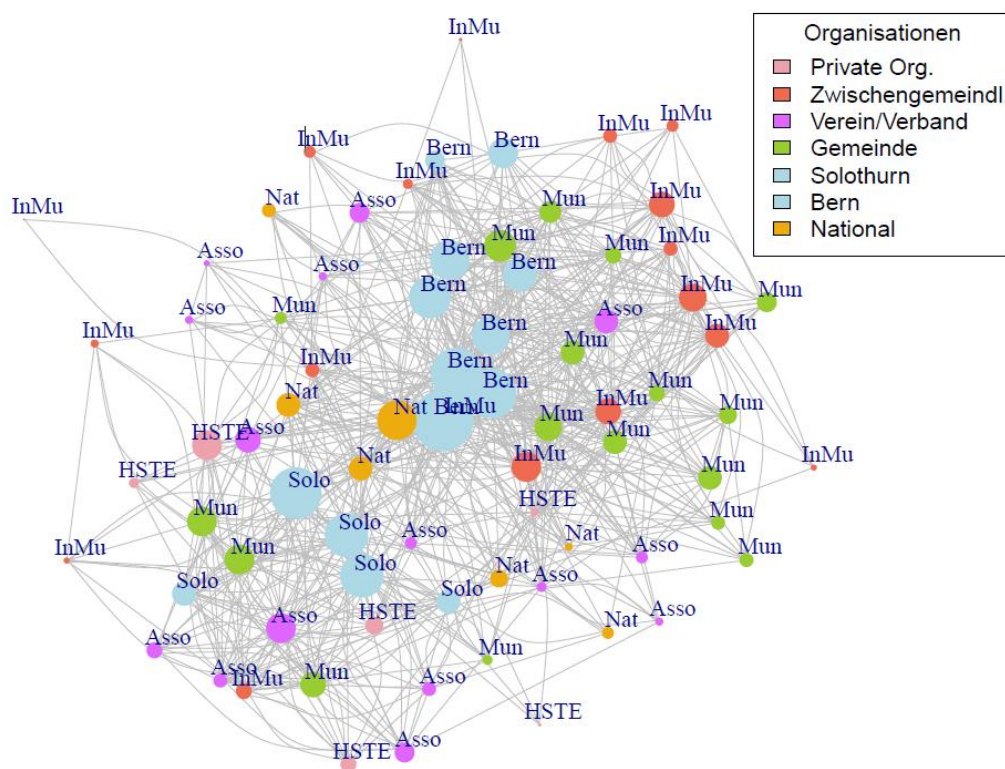 InMu
Organisationen
Private Org.
Zwischengemeindl
Verein/Verband
Gemeinde
Solothurn
Bern
National
InMu
InMu
InMu
Bern
Bern
InMu
Nat
Asso
Mun
InMu
InMu
Mun
Bern
Bern
Mun
InMu
Asso
Asso
Bern
InMu
Mun
Asso
Mun
Bern
Asso
InMu
InMu
InMu
Mun
Bern
Bern
Mun
Nat
Nat
Bern
InMu
InMu
Mun
Mun
HSTE
Asso
Mun
Mun
HSTE
Nat
InMu
InMu
Solo
Mun
Mun
HSTE
Mun
Solo
Asso
Nat
InMu
Mun
Solo
Nat
Asso
Asso
Mun
Solo
Solo
Asso
HSTE
Nat
Asso
Asso
Mun
Asso
InMu
Mun
Asso
HSTE
HSTE
Asso